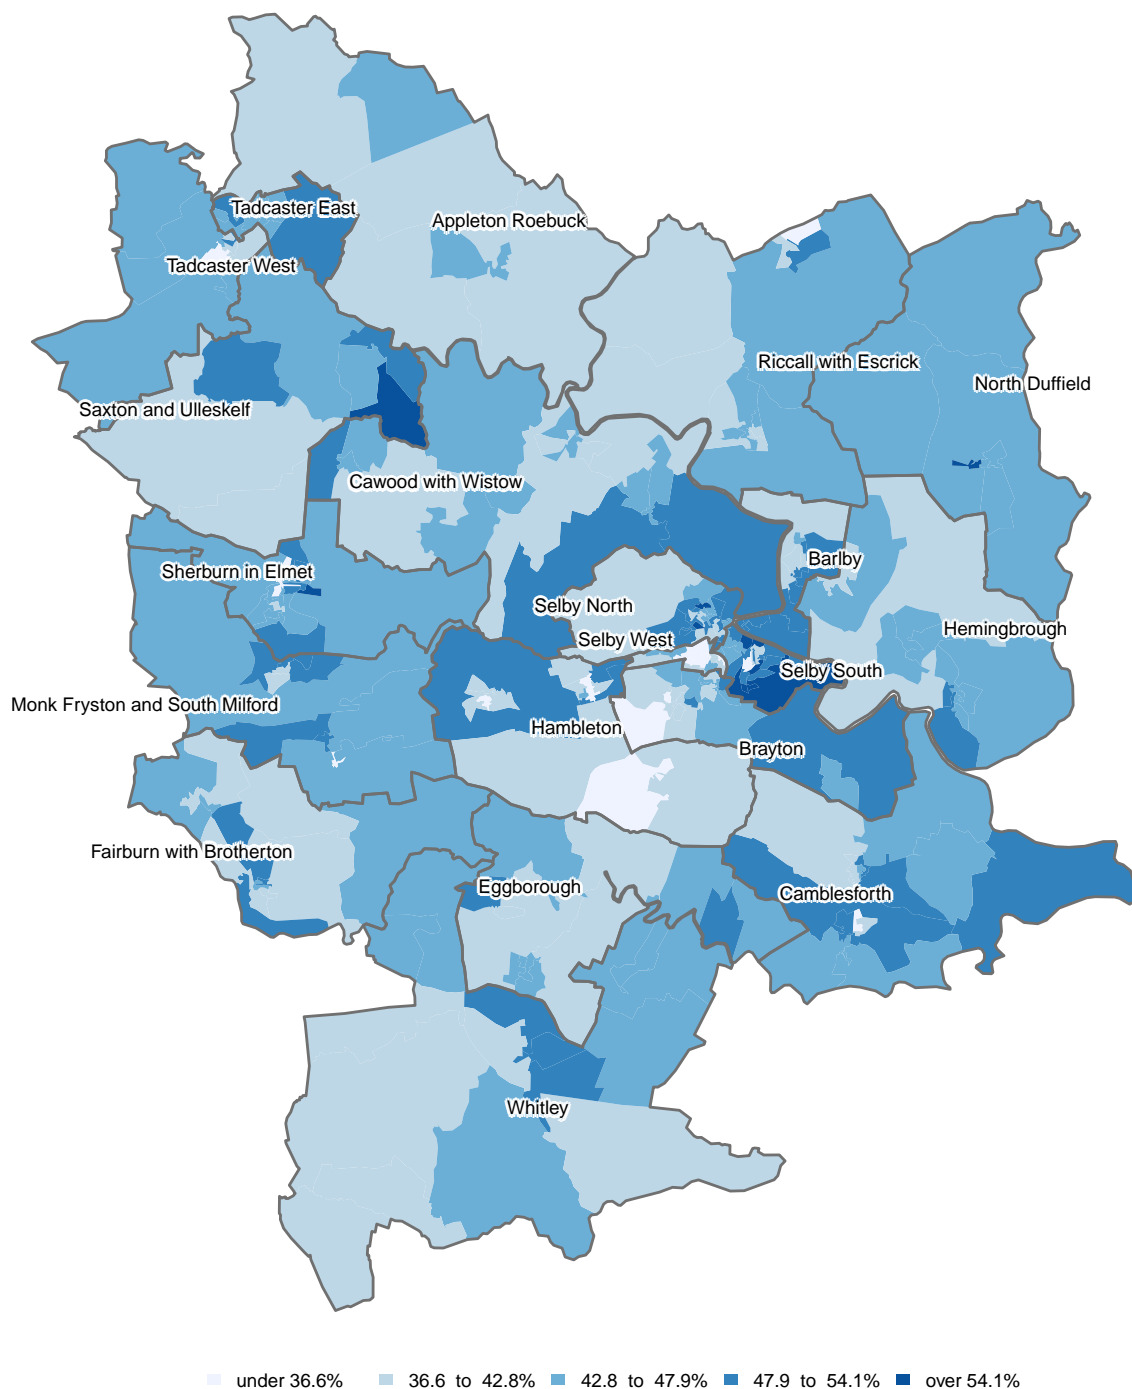 Tadcaster East
Appleton Roebuck
Tadcaster West
Riccall with Escrick
North Duffield
Saxton and Ulleskelf
Cawood with Wistow
Barlby
Sherburn in Elmet
Selby North
Hemingbrough
Selby West
Selby South
Monk Fryston and South Milford
Hambleton
Brayton
Fairburn with Brotherton
Eggborough
Camblesforth
Whitley
under 36.6% 36.6 to 42.8% 42.8 to 47.9% 47.9 to 54.1% over 54.1%